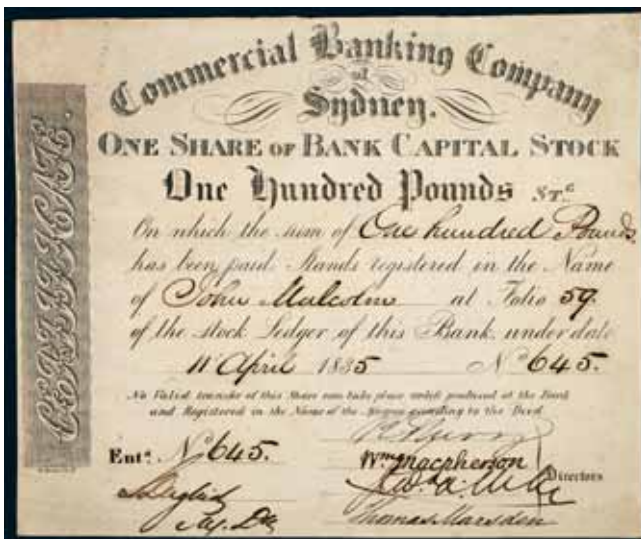 Commercial Banking Company
of
Sydney.
ONE SHARE OF BANK CAPITAL STOCK
One Hundred Pounds ST.G
On which the sum of One hundred Pounds
has been paid. Stands registered in the Name
of John Malcolm at Folio 59.
of the stock Ledger of this Bank under date
11 April 1835 No 645.
No Valid transfer of this Share can take place until produced at the Bank
and Registered in the Name of the Assignee according to the Deed
Entd. No 645.
Wm Macpherson
Directors
Thomas Marsden
CERTIFICATE.